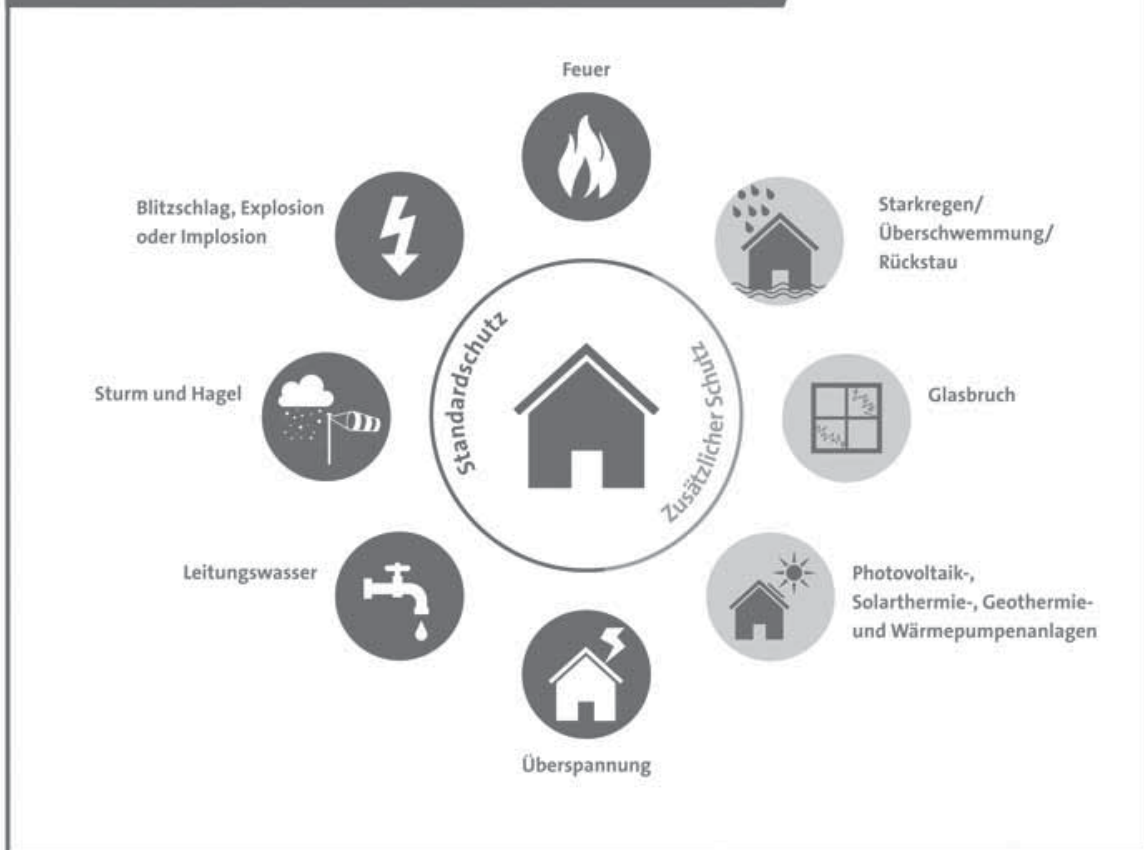 Feuer
Blitzschlag, Explosion
oder Implosion
Starkregen/
Überschwemmung/
Rückstau
Standardschutz
Zusätzlicher Schutz
Sturm und Hagel
Glasbruch
Leitungswasser
Photovoltaik-,
Solarthermie-, Geothermie-
und Wärmepumpenanlagen
Überspannung